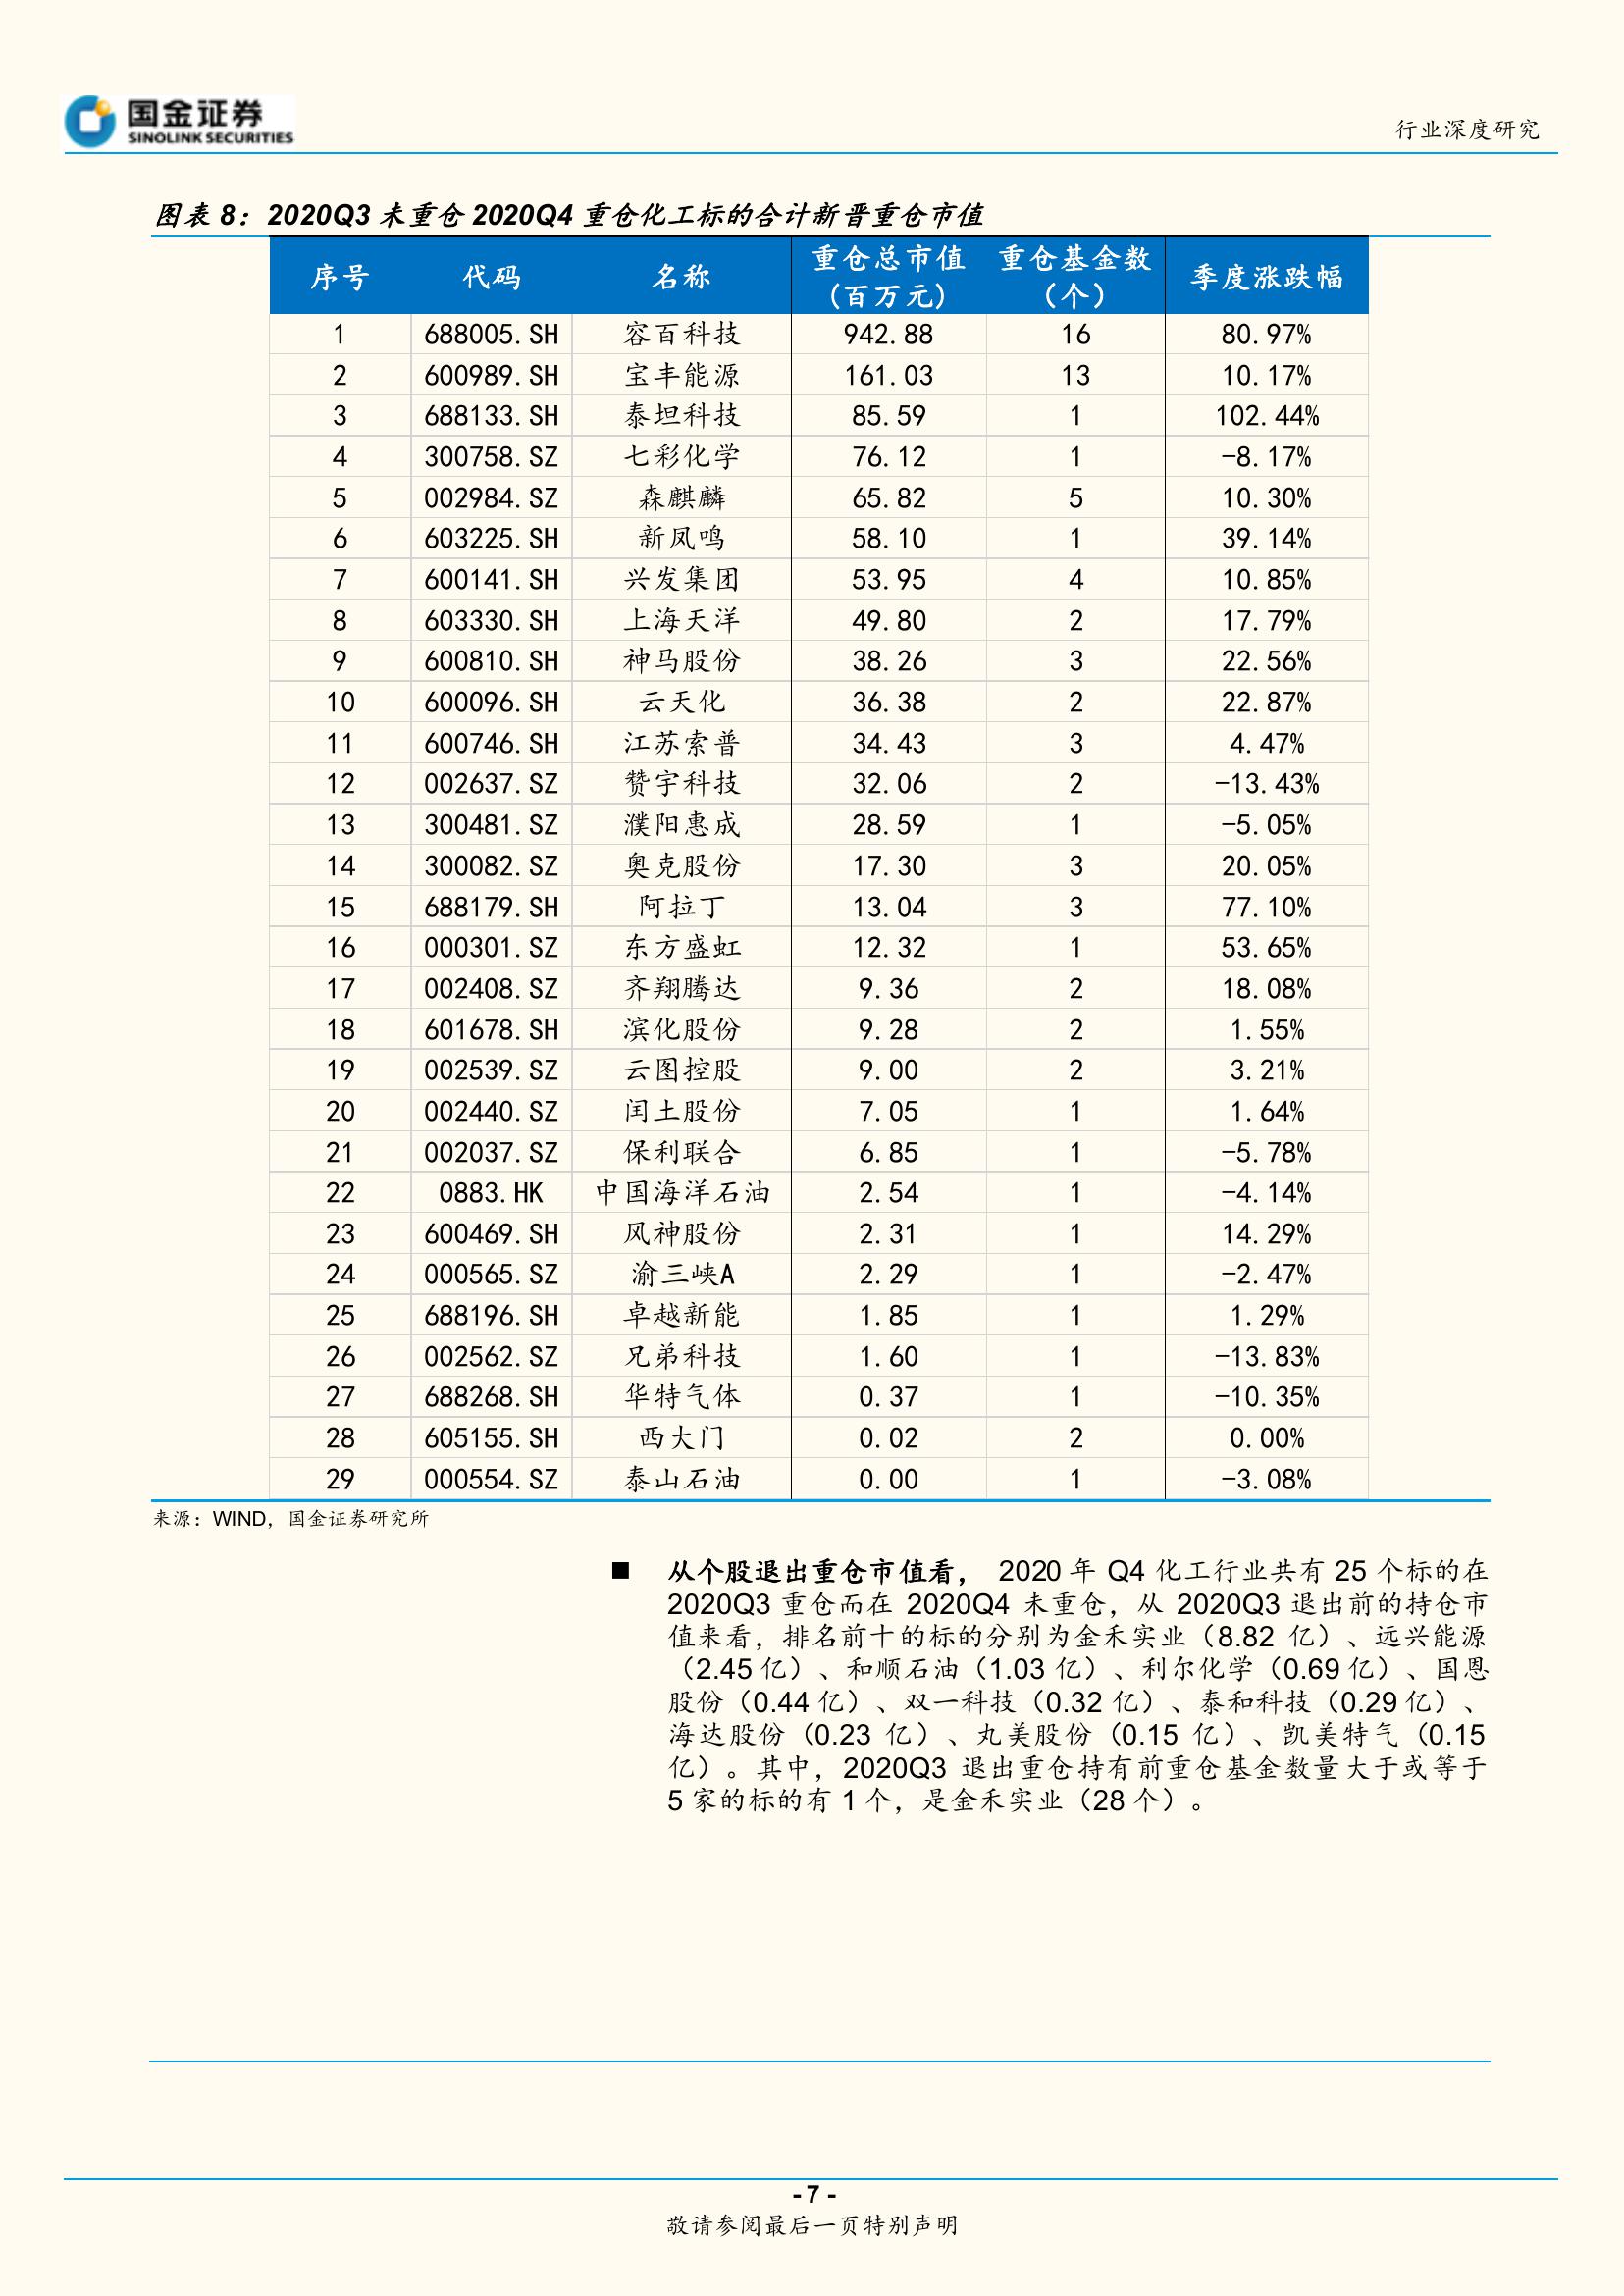 国金证券
SINOLINK SECURITIES
行业深度研究
图表 8：2020Q3 未重仓 2020Q4 重仓化工标的合计新晋重仓市值
序号 代码 名称 重仓总市值（百万元） 重仓基金数（个） 季度涨跌幅
1 688005.SH 容百科技 942.88 16 80.97%
2 600989.SH 宝丰能源 161.03 13 10.17%
3 688133.SH 泰坦科技 85.59 1 102.44%
4 300758.SZ 七彩化学 76.12 1 -8.17%
5 002984.SZ 森麒麟 65.82 5 10.30%
6 603225.SH 新凤鸣 58.10 1 39.14%
7 600141.SH 兴发集团 53.95 4 10.85%
8 603330.SH 上海天洋 49.80 2 17.79%
9 600810.SH 神马股份 38.26 3 22.56%
10 600096.SH 云天化 36.38 2 22.87%
11 600746.SH 江苏索普 34.43 3 4.47%
12 002637.SZ 赞宇科技 32.06 2 -13.43%
13 300481.SZ 濮阳惠成 28.59 1 -5.05%
14 300082.SZ 奥克股份 17.30 3 20.05%
15 688179.SH 阿拉丁 13.04 3 77.10%
16 000301.SZ 东方盛虹 12.32 1 53.65%
17 002408.SZ 齐翔腾达 9.36 2 18.08%
18 601678.SH 滨化股份 9.28 2 1.55%
19 002539.SZ 云图控股 9.00 2 3.21%
20 002440.SZ 闰土股份 7.05 1 1.64%
21 002037.SZ 保利联合 6.85 1 -5.78%
22 0883.HK 中国海洋石油 2.54 1 -4.14%
23 600469.SH 风神股份 2.31 1 14.29%
24 000565.SZ 渝三峡A 2.29 1 -2.47%
25 688196.SH 卓越新能 1.85 1 1.29%
26 002562.SZ 兄弟科技 1.60 1 -13.83%
27 688268.SH 华特气体 0.37 1 -10.35%
28 605155.SH 西大门 0.02 2 0.00%
29 000554.SZ 泰山石油 0.00 1 -3.08%
来源：WIND，国金证券研究所
■ 从个股退出重仓市值看， 2020 年 Q4 化工行业共有 25 个标的在
2020Q3 重仓而在 2020Q4 未重仓，从 2020Q3 退出前的持仓市
值来看，排名前十的标的分别为金禾实业（8.82 亿）、远兴能源
（2.45 亿）、和顺石油（1.03 亿）、利尔化学（0.69 亿）、国恩
股份（0.44 亿）、双一科技（0.32 亿）、泰和科技（0.29 亿）、
海达股份（0.23 亿）、丸美股份（0.15 亿）、凯美特气（0.15
亿）。其中，2020Q3 退出重仓持有前重仓基金数量大于或等于
5 家的标的有 1 个，是金禾实业（28 个）。
- 7 -
敬请参阅最后一页特别声明